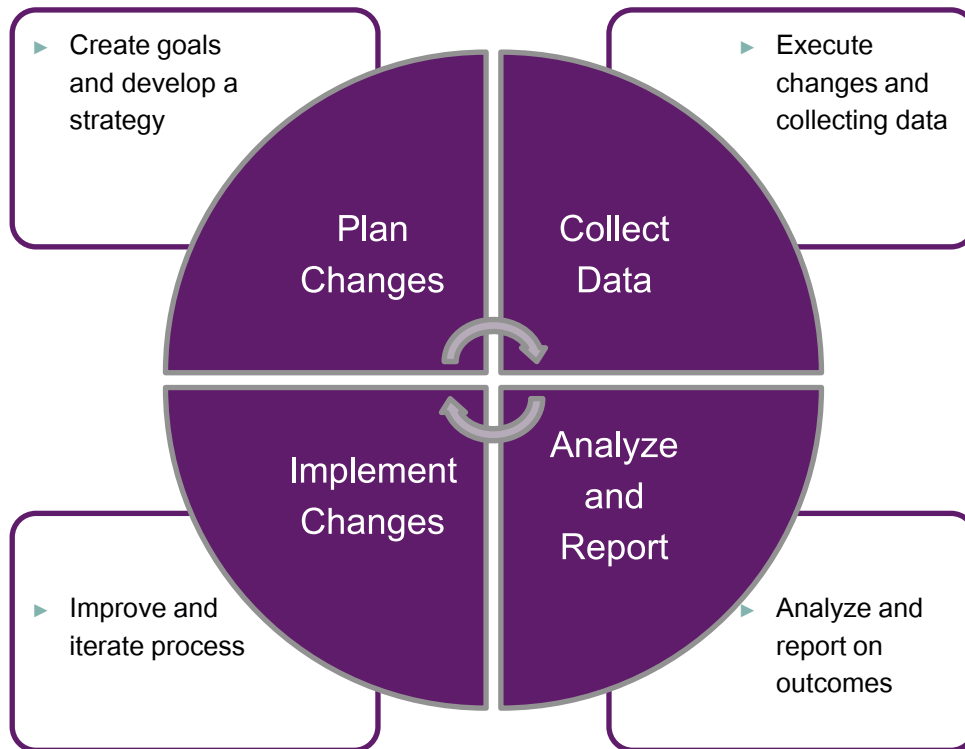 ► Create goals
and develop a
strategy
► Execute
changes and
collecting data
Plan
Changes
Collect
Data
Implement
Changes
Analyze
and
Report
► Improve and
iterate process
► Analyze and
report on
outcomes